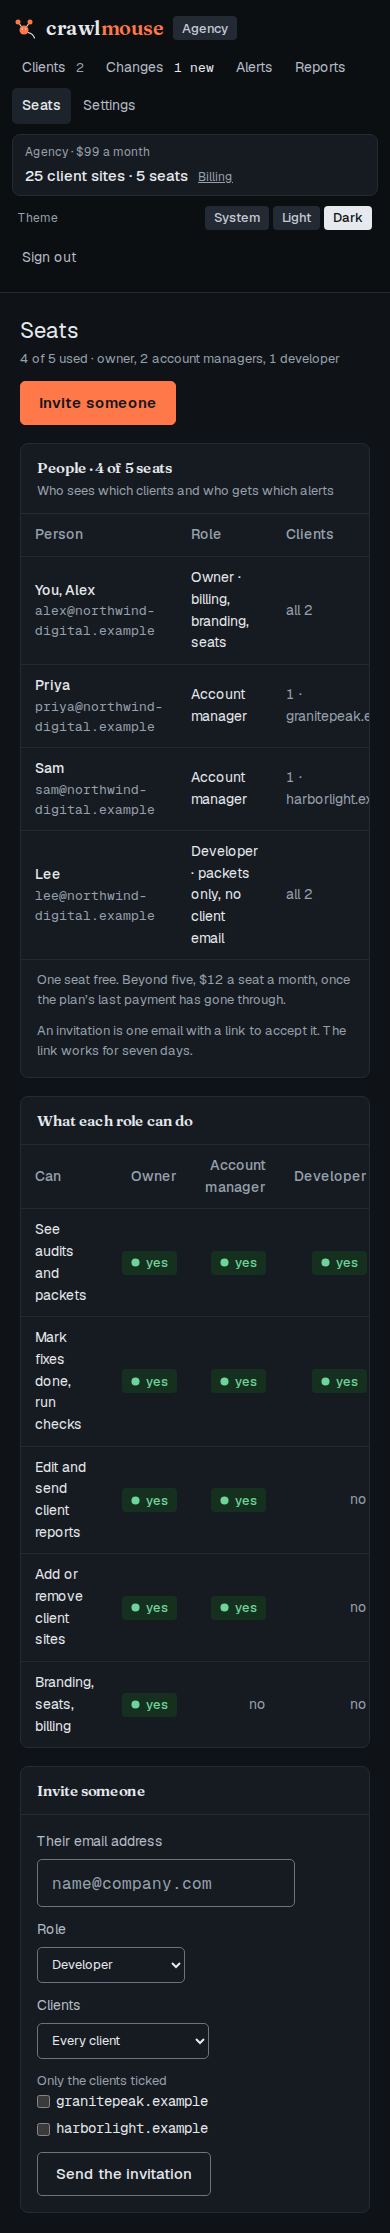 crawlmouse Agency
Clients 2 Changes 1 new Alerts Reports
Seats Settings
Agency · $99 a month
25 client sites · 5 seats Billing
Theme System Light Dark
Sign out
Seats
4 of 5 used · owner, 2 account managers, 1 developer
Invite someone
People · 4 of 5 seats
Who sees which clients and who gets which alerts
Person Role Clients
You, Alex
alex@northwind-
digital.example
Owner ·
billing,
branding,
seats
all 2
Priya
priya@northwind-
digital.example
Account
manager
1 ·
granitepeak.e
Sam
sam@northwind-
digital.example
Account
manager
1 ·
harborlight.ex
Lee
lee@northwind-
digital.example
Developer
· packets
only, no
client
email
all 2
One seat free. Beyond five, $12 a seat a month, once
the plan's last payment has gone through.
An invitation is one email with a link to accept it. The
link works for seven days.
What each role can do
Can Owner Account
manager Developer
See
audits
and
packets
yes yes yes
Mark
fixes
done,
run
checks
yes yes yes
Edit and
send
client
reports
yes yes no
Add or
remove
client
sites
yes yes no
Branding,
seats,
billing
yes no no
Invite someone
Their email address
name@company.com
Role
Developer
Clients
Every client
Only the clients ticked
granitepeak.example
harborlight.example
Send the invitation